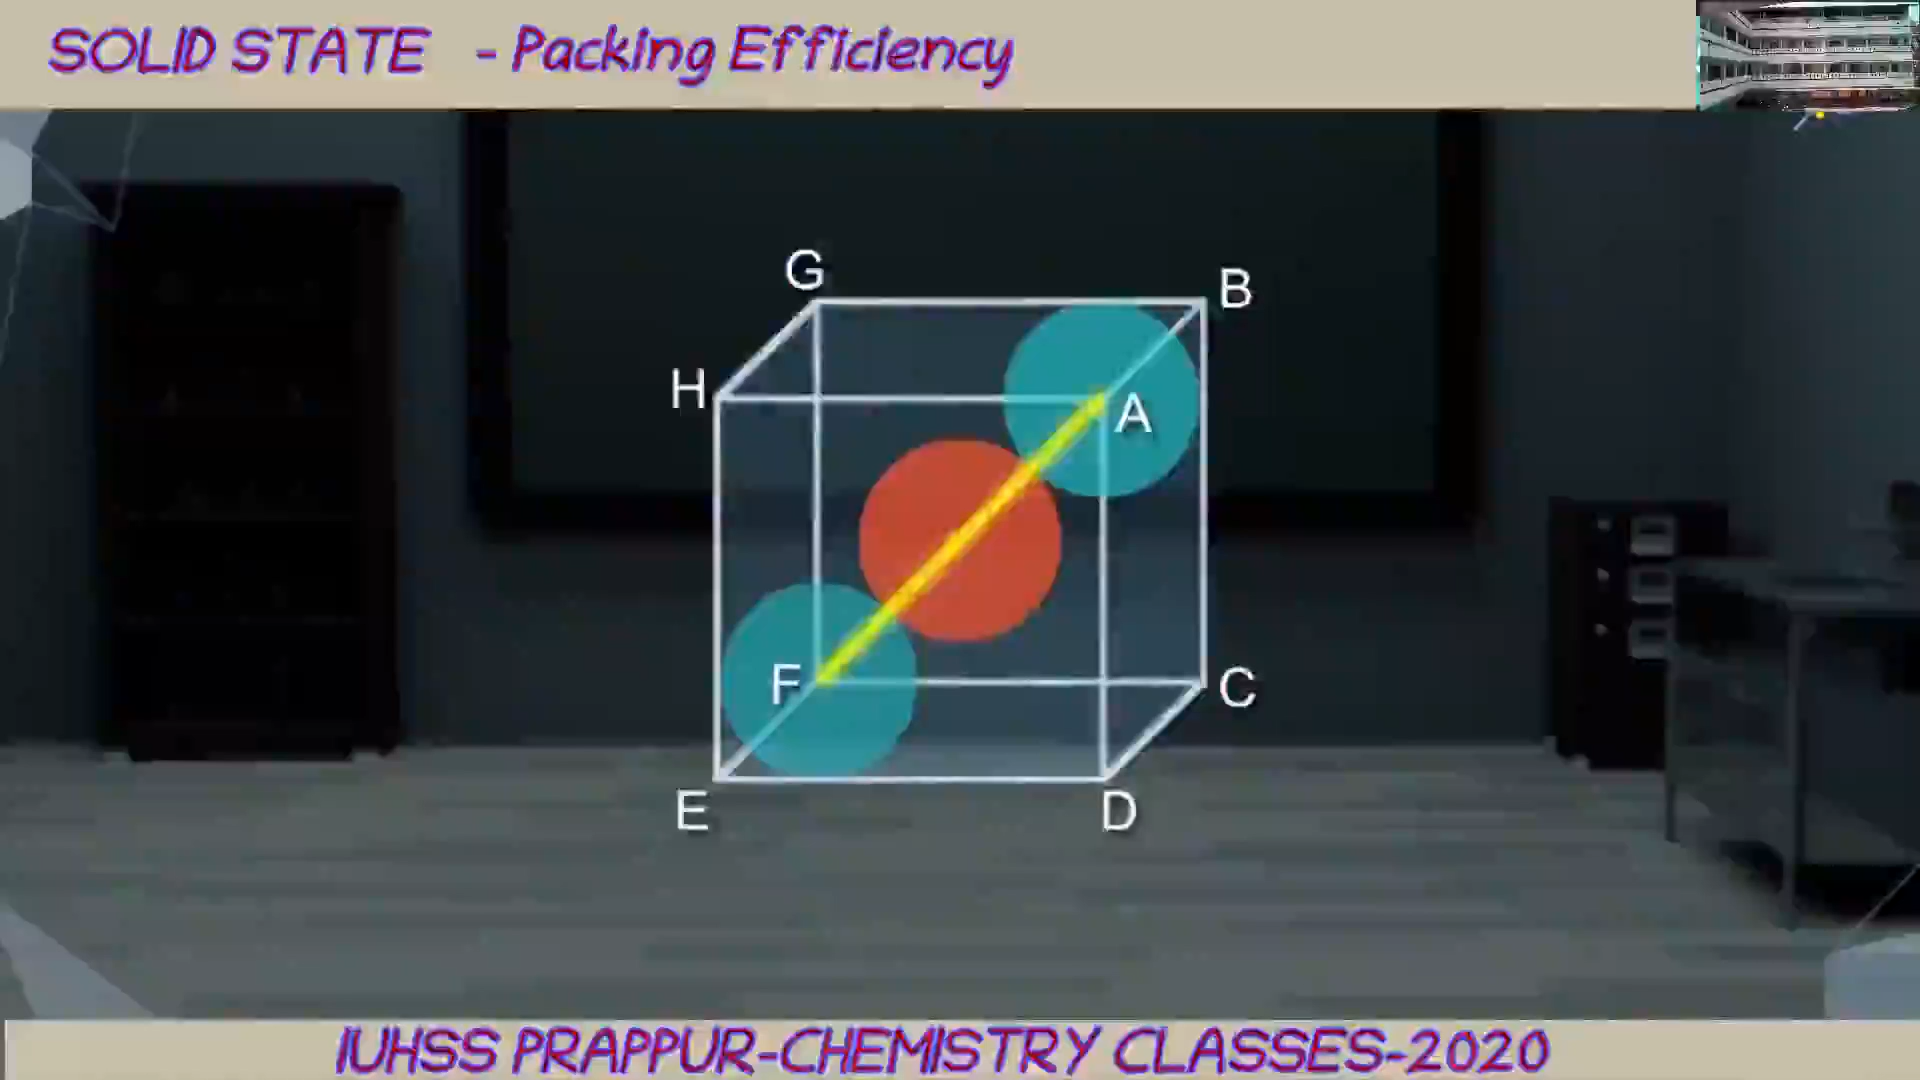 SOLID STATE - Packing Efficiency
G
B
H
A
F
C
E
D
IUHSS PRAPPUR-CHEMISTRY CLASSES-2020